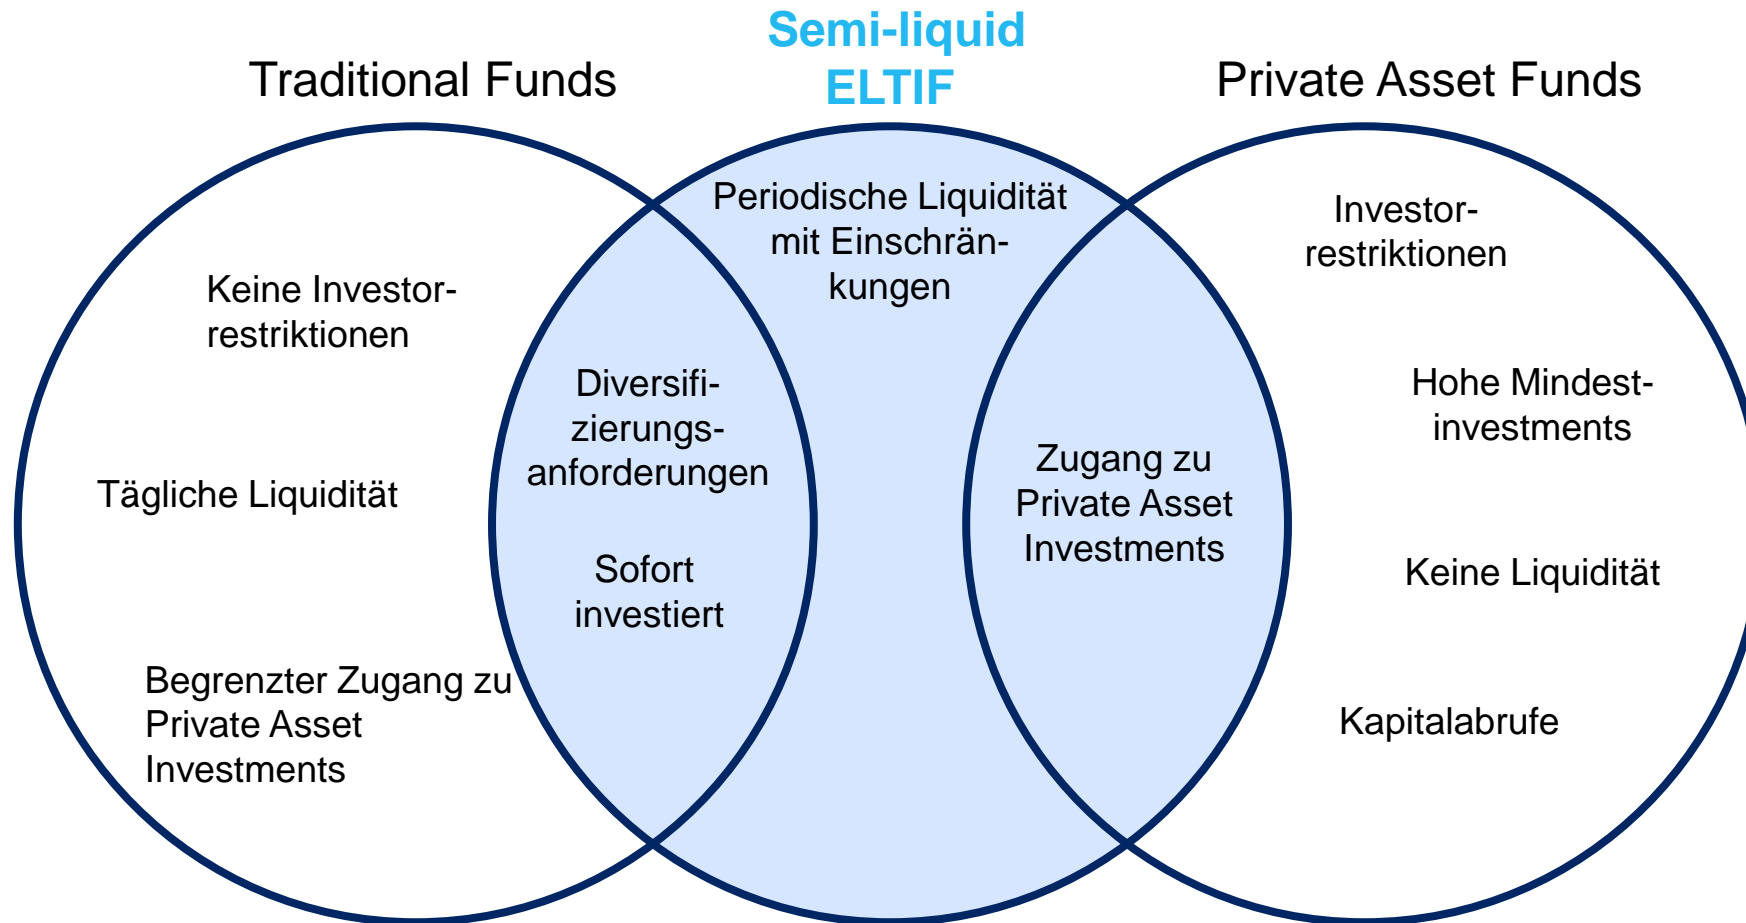 Semi-liquid
ELTIF
Traditional Funds
Private Asset Funds
Keine Investor-
restriktionen
Tägliche Liquidität
Begrenzter Zugang zu
Private Asset
Investments
Diversifi-
zierungs-
anforderungen
Sofort
investiert
Periodische Liquidität
mit Einschrän-
kungen
Zugang zu
Private Asset
Investments
Investor-
restriktionen
Hohe Mindest-
investments
Keine Liquidität
Kapitalabrufe